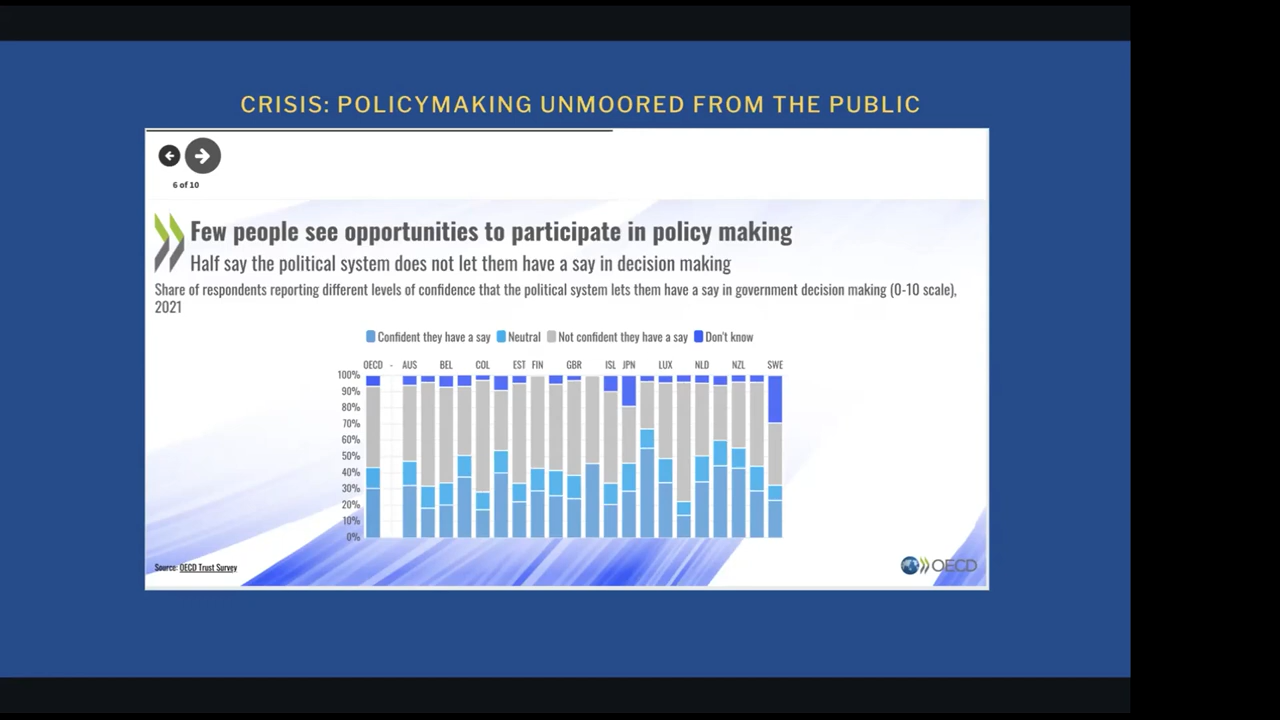 CRISIS: POLICYMAKING UNMOORED FROM THE PUBLIC
6 of 10
Few people see opportunities to participate in policy making
Half say the political system does not let them have a say in decision making
Share of respondents reporting different levels of confidence that the political system lets them have a say in government decision making (0-10 scale),
2021
Confident they have a say Neutral Not confident they have a say Don't know
OECD - AUS BEL COL EST FIN GBR ISL JPN LUX NLD NZL SWE
100%
90%
80%
70%
60%
50%
40%
30%
20%
10%
0%
Source: OECD Trust Survey
OECD